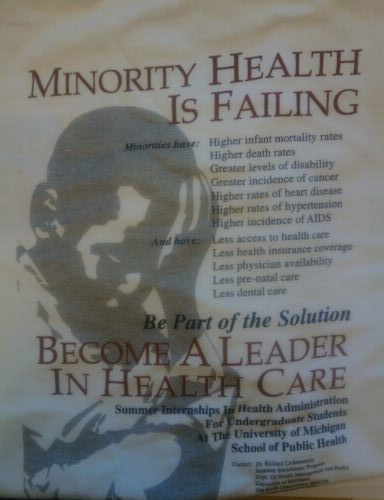 MINORITY HEALTH
IS FAILING
Minorities have: Higher infant mortality rates
Higher death rates
Greater levels of disability
Greater incidence of cancer
Higher rates of heart disease
Higher rates of hypertension
Higher incidence of AIDS
And have: Less access to health care
Less health insurance coverage
Less physician availability
Less pre-natal care
Less dental care
Be Part of the Solution
BECOME A LEADER
IN HEALTH CARE
Summer Internships In Health Administration
For Undergraduate Students
At The University of Michigan
School of Public Health
Contact: Dr. Richard Lichtenstein
Summer Enrichment Program
Dept. Of Health Management and Policy
University of Michigan